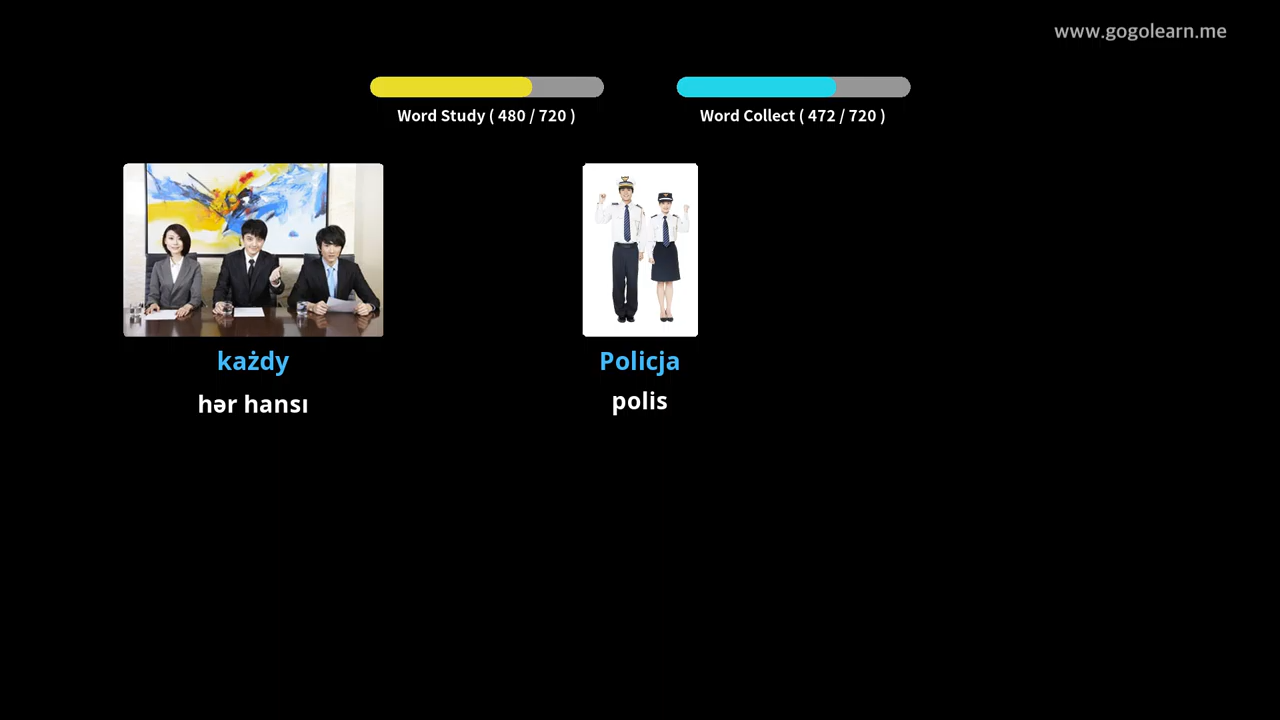 www.gogolearn.me
Word Study ( 480 / 720 )
Word Collect ( 472 / 720 )
każdy
hər hansı
Policja
polis